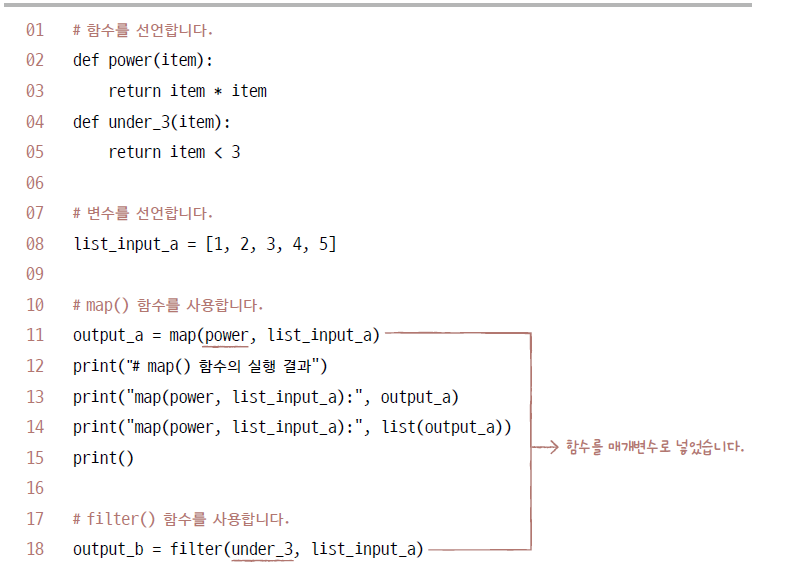 01 # 함수를 선언합니다.
02 def power(item):
03     return item * item
04 def under_3(item):
05     return item < 3
06
07 # 변수를 선언합니다.
08 list_input_a = [1, 2, 3, 4, 5]
09
10 # map() 함수를 사용합니다.
11 output_a = map(power, list_input_a)
12 print("# map() 함수의 실행 결과")
13 print("map(power, list_input_a):", output_a)
14 print("map(power, list_input_a):", list(output_a))
함수를 매개변수로 넣었습니다.
15 print()
16
17 # filter() 함수를 사용합니다.
18 output_b = filter(under_3, list_input_a)